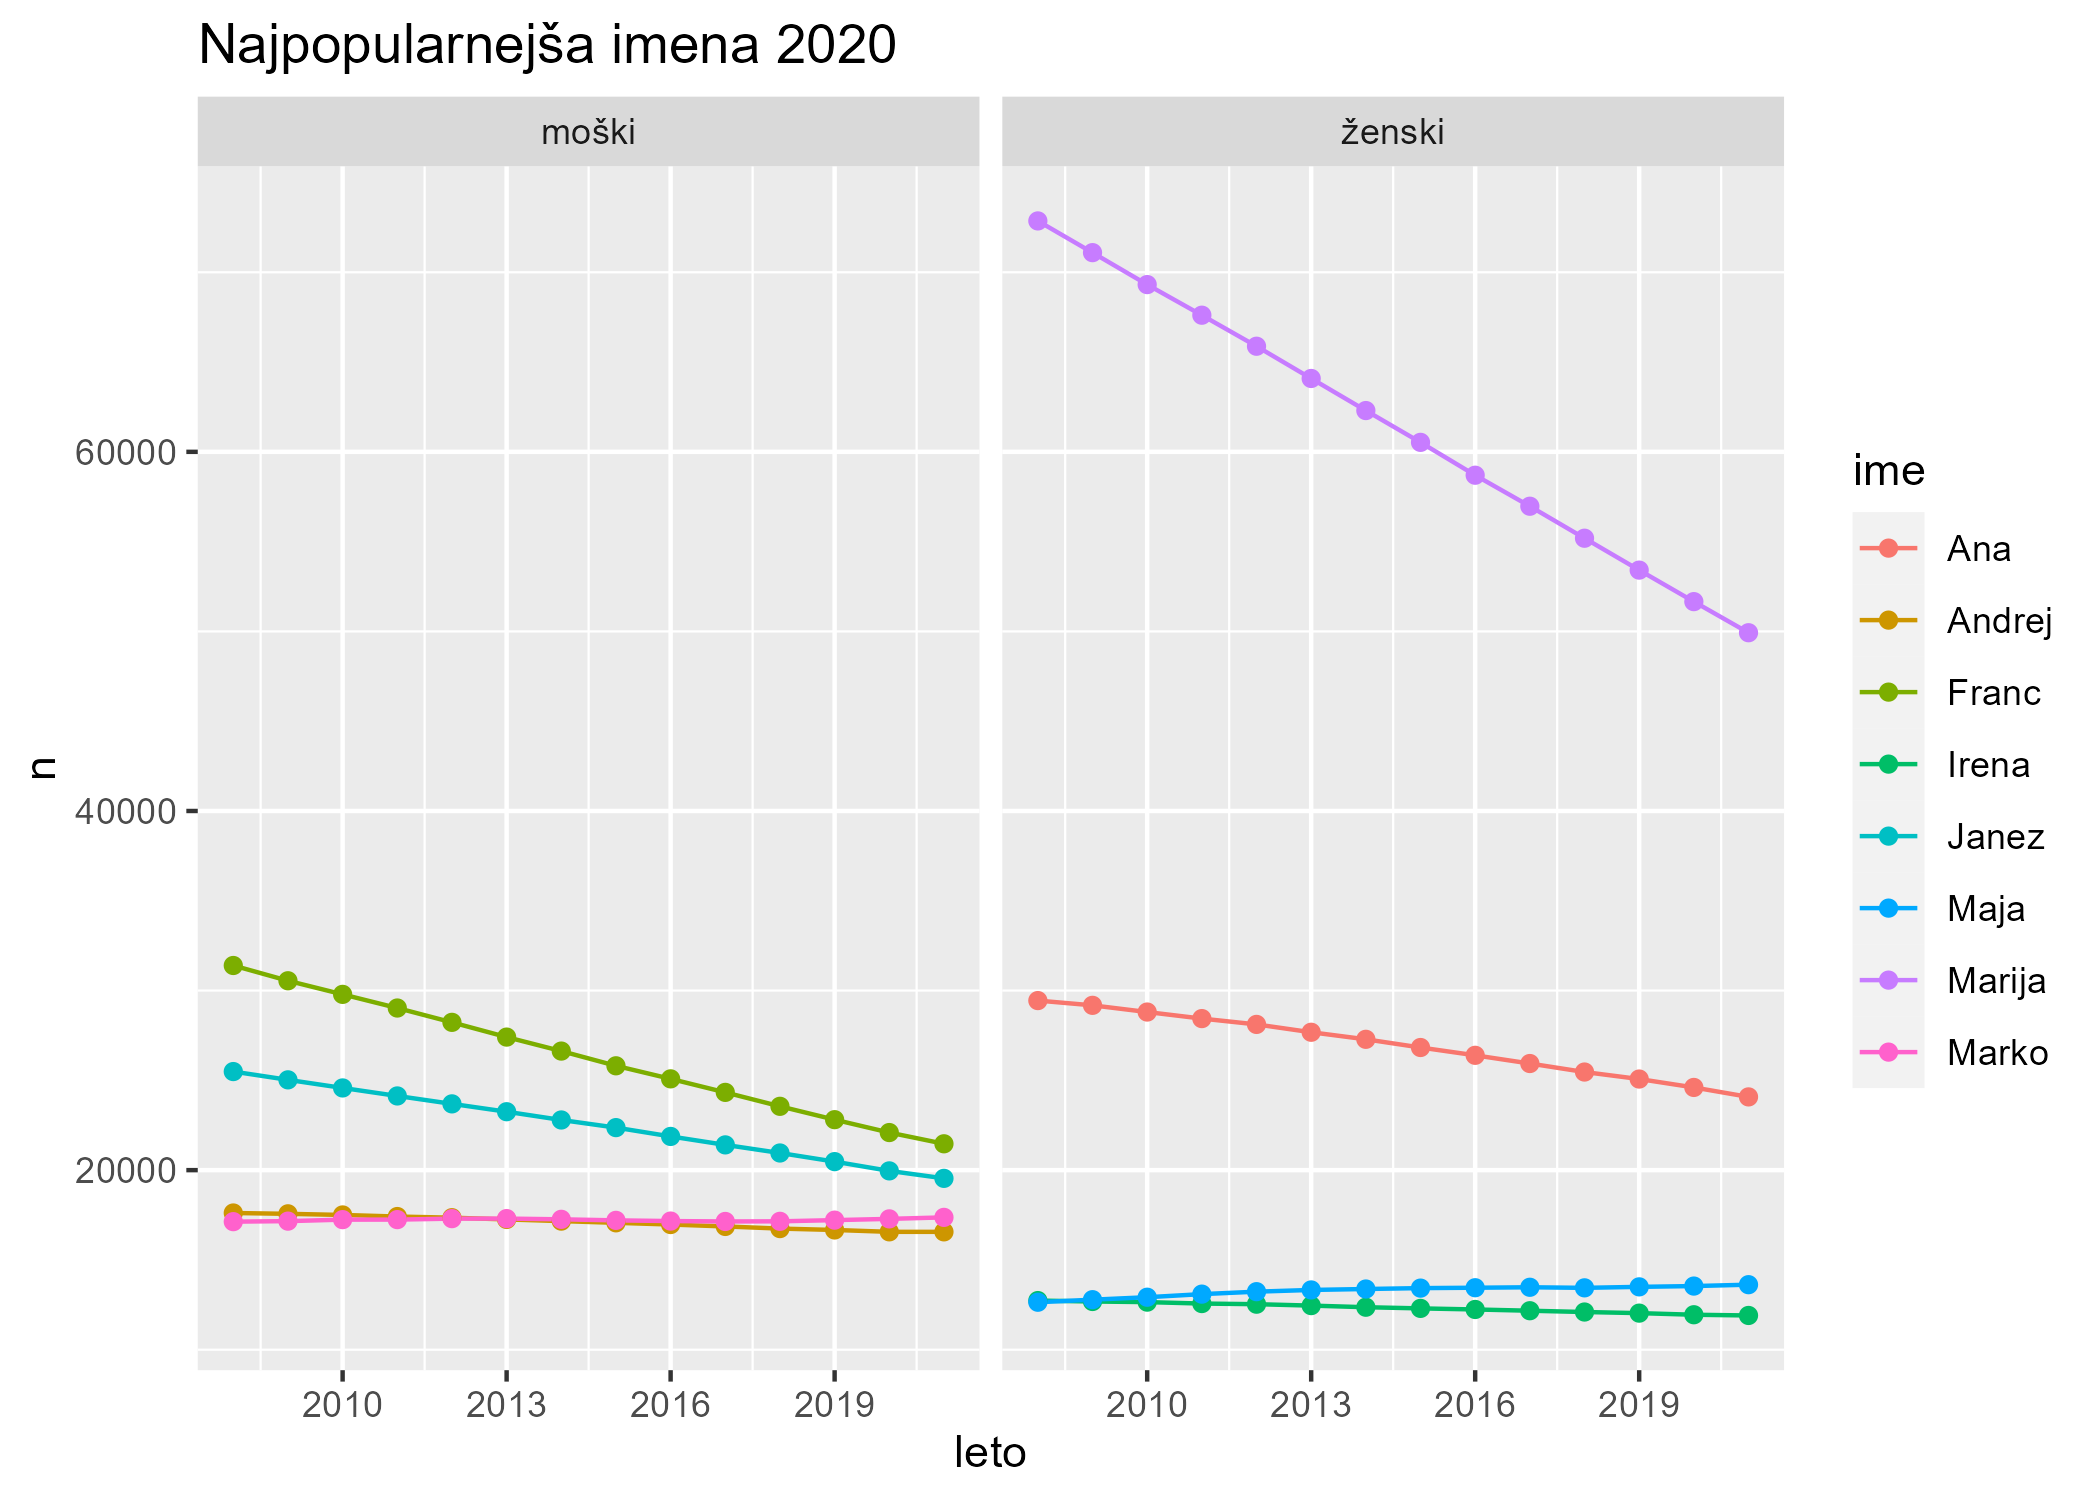 Najpopularnejša imena 2020
moški
ženski
60000
40000
20000
n
2010 2013 2016 2019
2010 2013 2016 2019
leto
ime
Ana
Andrej
Franc
Irena
Janez
Maja
Marija
Marko